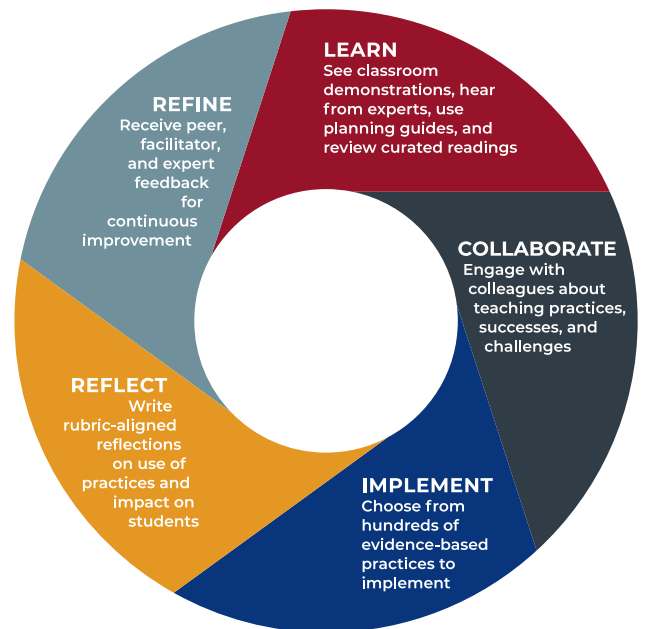 LEARN
See classroom
demonstrations, hear
from experts, use
planning guides, and
review curated readings
COLLABORATE
Engage with
colleagues about
teaching practices,
successes, and
challenges
IMPLEMENT
Choose from
hundreds of
evidence-based
practices to
implement
REFLECT
Write
rubric-aligned
reflections
on use of
practices and
impact on
students
REFINE
Receive peer,
facilitator,
and expert
feedback
for
continuous
improvement